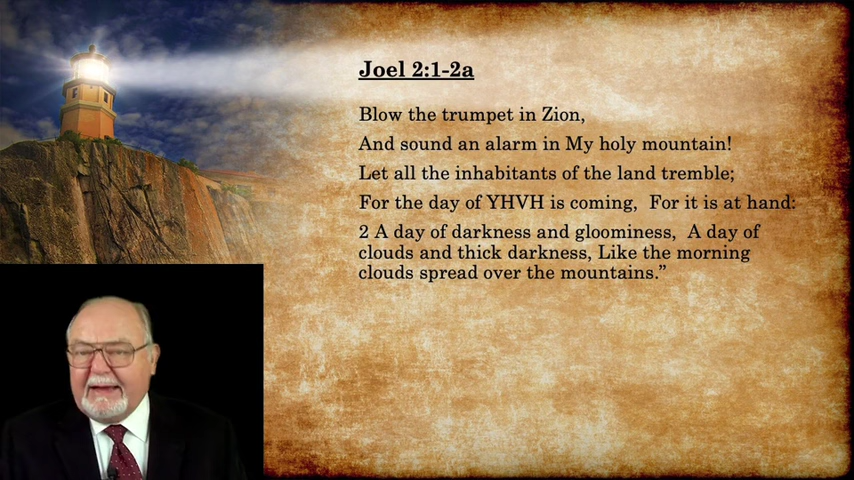 Joel 2:1-2a
Blow the trumpet in Zion,
And sound an alarm in My holy mountain!
Let all the inhabitants of the land tremble;
For the day of YHVH is coming,  For it is at hand:
2 A day of darkness and gloominess,  A day of
clouds and thick darkness, Like the morning
clouds spread over the mountains.”